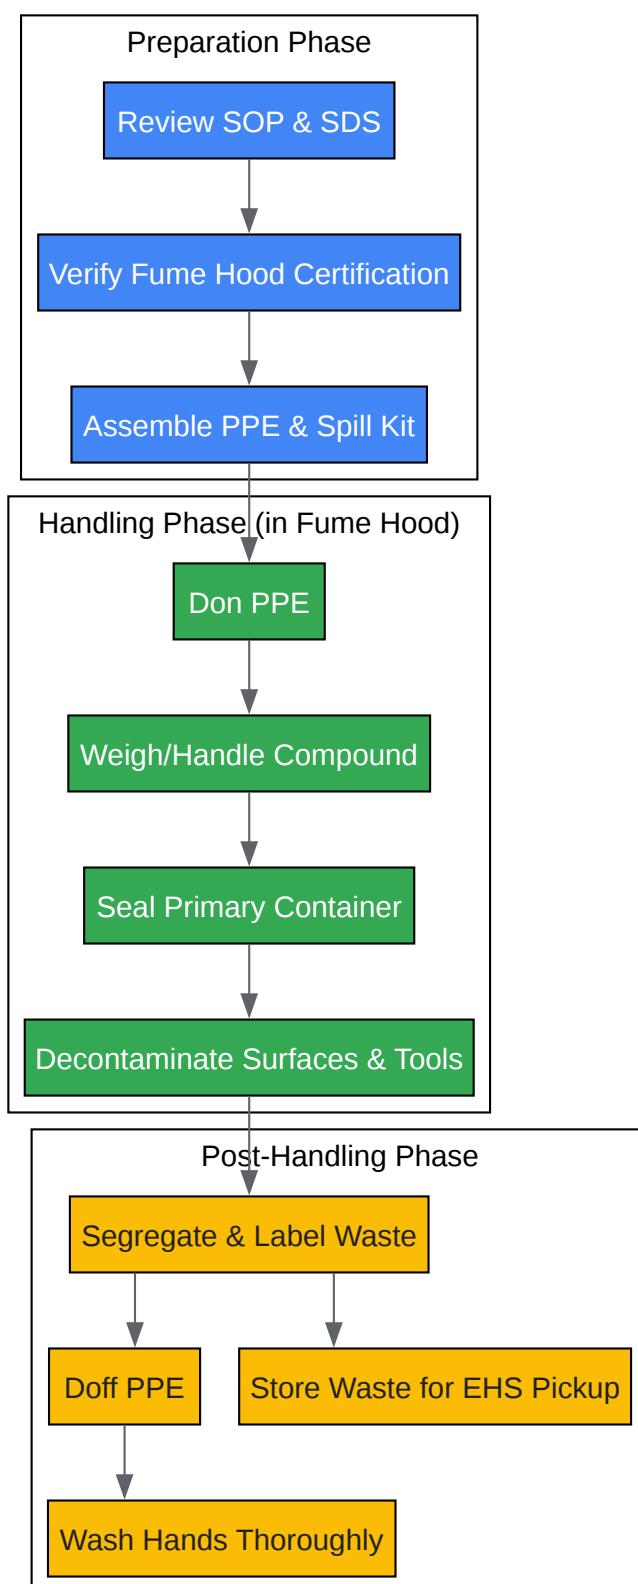 Preparation Phase
Review SOP & SDS
Verify Fume Hood Certification
Assemble PPE & Spill Kit
Handling Phase (in Fume Hood)
Don PPE
Weigh/Handle Compound
Seal Primary Container
Decontaminate Surfaces & Tools
Post-Handling Phase
Segregate & Label Waste
Doff PPE
Store Waste for EHS Pickup
Wash Hands Thoroughly